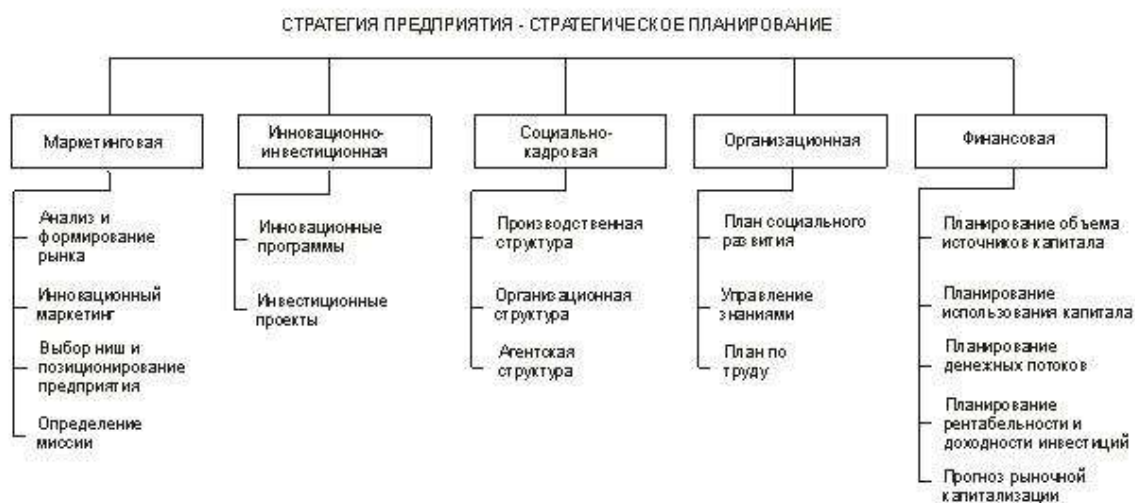 СТРАТЕГИЯ ПРЕДПРИЯТИЯ - СТРАТЕГИЧЕСКОЕ ПЛАНИРОВАНИЕ
Маркетинговая
Анализ и
формирование
рынка
Инновационный
маркетинг
Выбор ниш и
позиционирование
предприятия
Определение
миссии
Инновационно-
инвестиционная
Инновационные
программы
Инвестиционные
проекты
Социально-
кадровая
Производственная
структура
Организационная
структура
Агентская
структура
Организационная
План социального
развития
Управление
знаниями
План по
труду
Финансовая
Планирование объема
источников капитала
Планирование
использования капитала
Планирование
денежных потоков
Планирование
рентабельности и
доходности инвестиций
Прогноз рыночной
капитализации